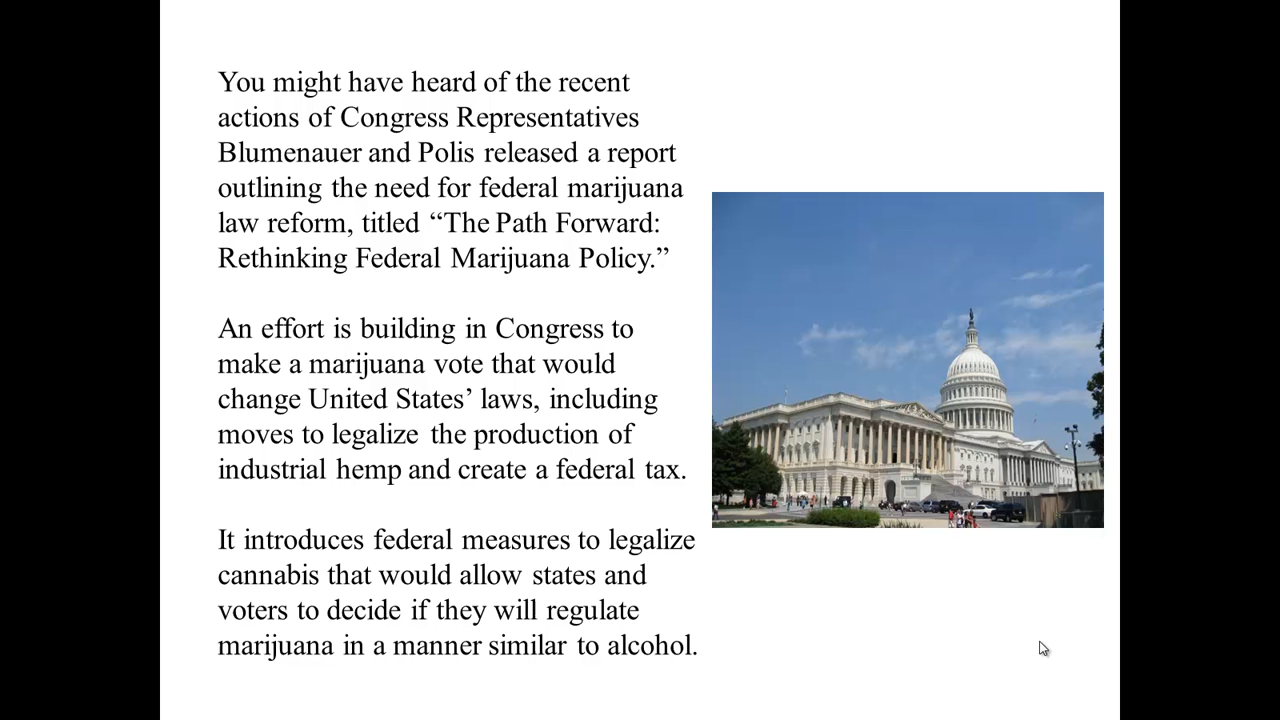 You might have heard of the recent
actions of Congress Representatives
Blumenauer and Polis released a report
outlining the need for federal marijuana
law reform, titled “The Path Forward:
Rethinking Federal Marijuana Policy.”
An effort is building in Congress to
make a marijuana vote that would
change United States’ laws, including
moves to legalize the production of
industrial hemp and create a federal tax.
It introduces federal measures to legalize
cannabis that would allow states and
voters to decide if they will regulate
marijuana in a manner similar to alcohol.